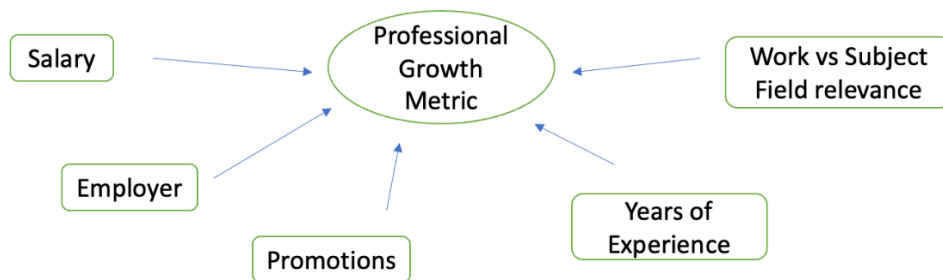 Professional
Growth
Metric
Salary
Work vs Subject
Field relevance
Employer
Years of
Experience
Promotions